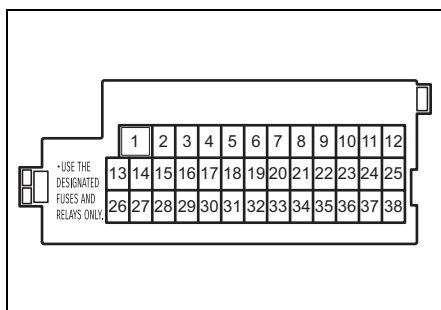 1 2 3 4 5 6 7 8 9 10 11 12
13 14 15 16 17 18 19 20 21 22 23 24 25
26 27 28 29 30 31 32 33 34 35 36 37 38
•USE THE
DESIGNATED
FUSES AND
RELAYS ONLY.